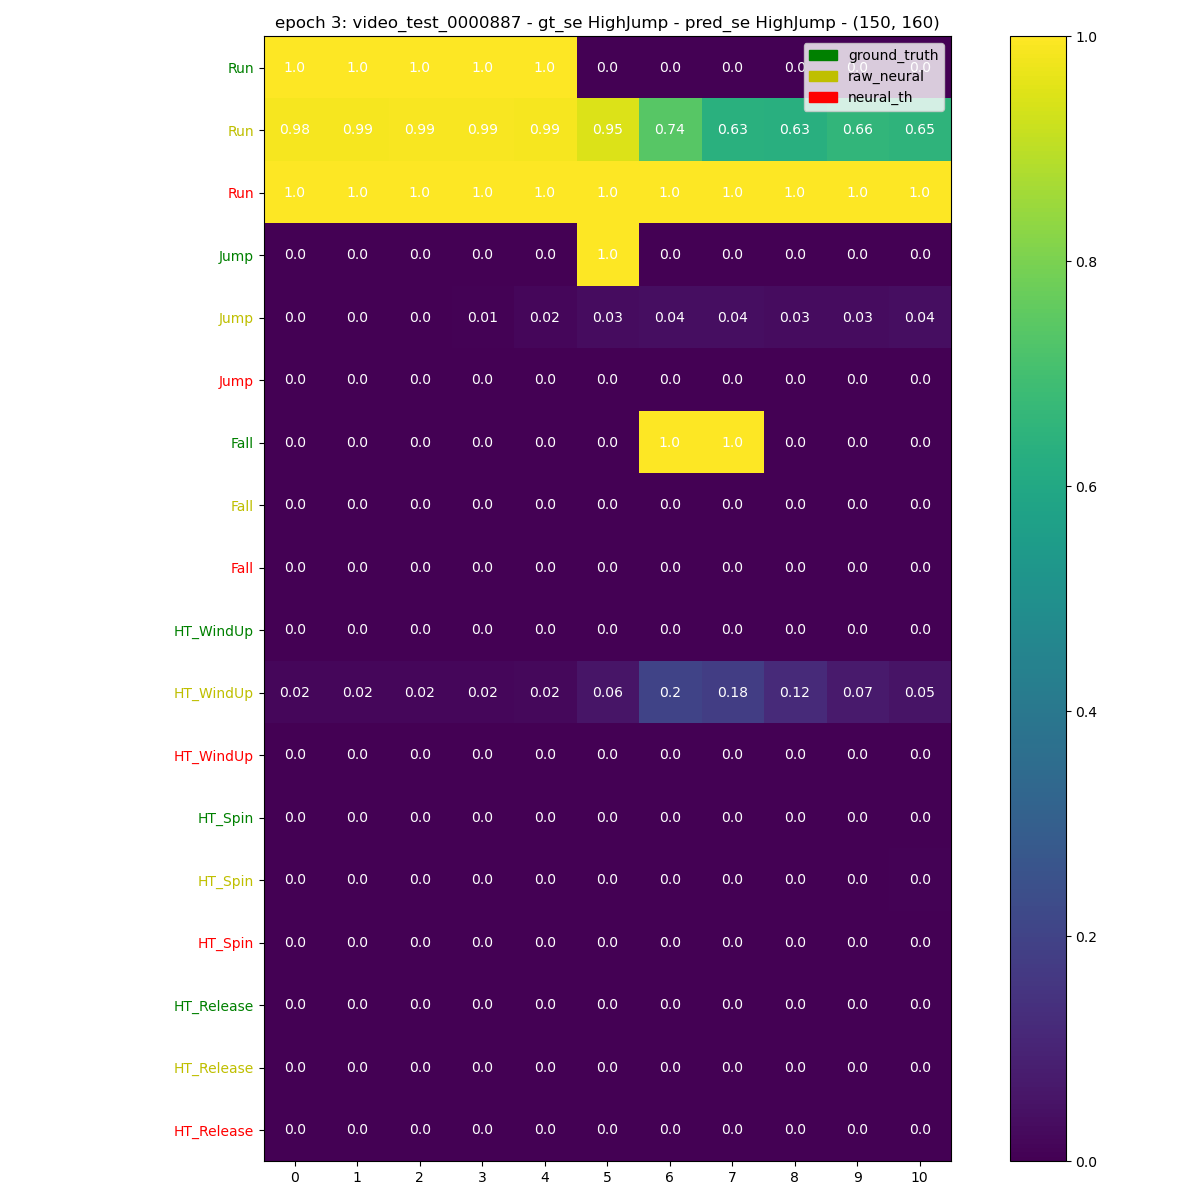 epoch 3: video_test_0000887 - gt_se HighJump - pred_se HighJump - (150, 160)
ground_truth
raw_neural
neural_th
Run 1.0 1.0 1.0 1.0 1.0 0.0 0.0 0.0 0.0 0.0 0.0
Run 0.98 0.99 0.99 0.99 0.99 0.95 0.74 0.63 0.63 0.66 0.65
Run 1.0 1.0 1.0 1.0 1.0 1.0 1.0 1.0 1.0 1.0 1.0
Jump 0.0 0.0 0.0 0.0 0.0 1.0 0.0 0.0 0.0 0.0 0.0
Jump 0.0 0.0 0.0 0.01 0.02 0.03 0.04 0.04 0.03 0.03 0.04
Jump 0.0 0.0 0.0 0.0 0.0 0.0 0.0 0.0 0.0 0.0 0.0
Fall 0.0 0.0 0.0 0.0 0.0 0.0 1.0 1.0 0.0 0.0 0.0
Fall 0.0 0.0 0.0 0.0 0.0 0.0 0.0 0.0 0.0 0.0 0.0
Fall 0.0 0.0 0.0 0.0 0.0 0.0 0.0 0.0 0.0 0.0 0.0
HT_WindUp 0.0 0.0 0.0 0.0 0.0 0.0 0.0 0.0 0.0 0.0 0.0
HT_WindUp 0.02 0.02 0.02 0.02 0.02 0.06 0.2 0.18 0.12 0.07 0.05
HT_WindUp 0.0 0.0 0.0 0.0 0.0 0.0 0.0 0.0 0.0 0.0 0.0
HT_Spin 0.0 0.0 0.0 0.0 0.0 0.0 0.0 0.0 0.0 0.0 0.0
HT_Spin 0.0 0.0 0.0 0.0 0.0 0.0 0.0 0.0 0.0 0.0 0.0
HT_Spin 0.0 0.0 0.0 0.0 0.0 0.0 0.0 0.0 0.0 0.0 0.0
HT_Release 0.0 0.0 0.0 0.0 0.0 0.0 0.0 0.0 0.0 0.0 0.0
HT_Release 0.0 0.0 0.0 0.0 0.0 0.0 0.0 0.0 0.0 0.0 0.0
HT_Release 0.0 0.0 0.0 0.0 0.0 0.0 0.0 0.0 0.0 0.0 0.0
0 1 2 3 4 5 6 7 8 9 10
1.0
0.8
0.6
0.4
0.2
0.0